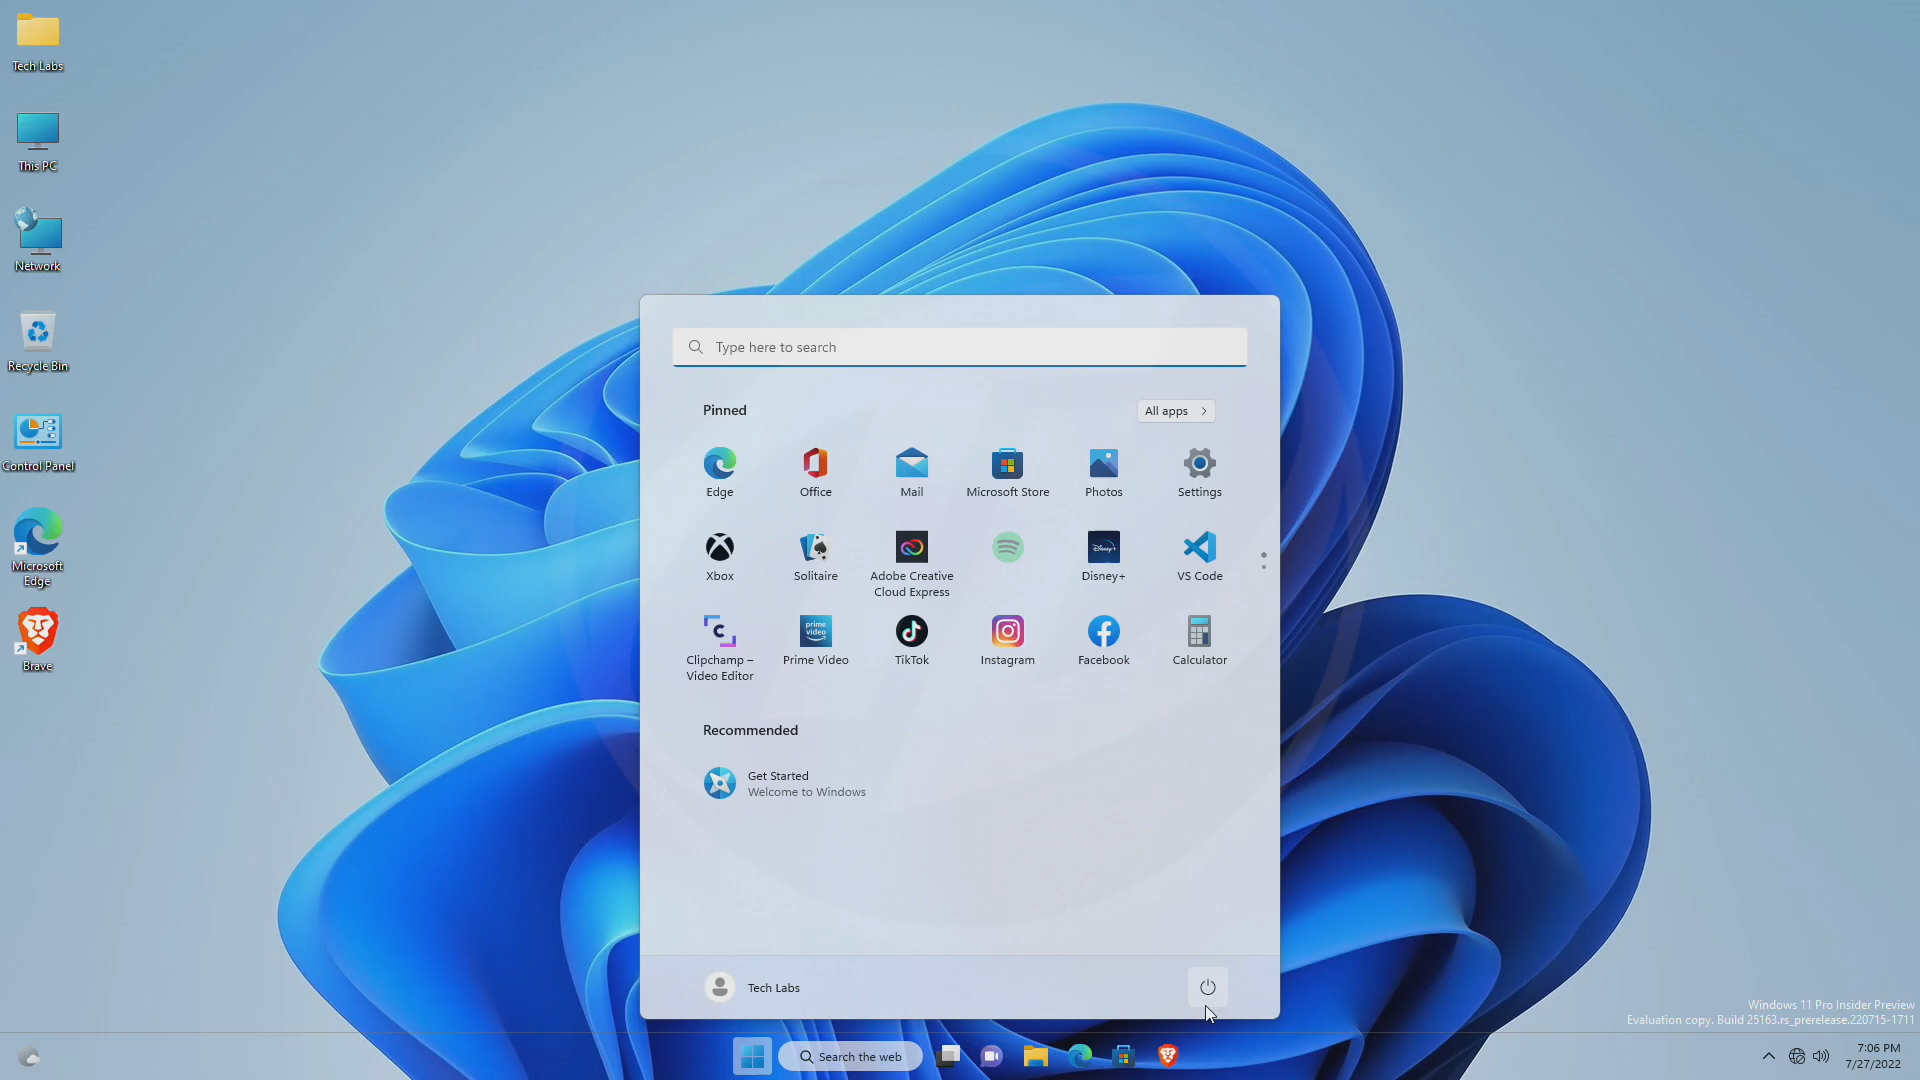 Tech Labs
This PC
Network
Recycle Bin
Control Panel
Microsoft
Edge
Brave
Type here to search
Pinned
All apps
Edge
Office
Mail
Microsoft Store
Photos
Settings
Xbox
Solitaire
Adobe Creative
Cloud Express
Disney+
Disney+
VS Code
prime
video
Clipchamp –
Video Editor
Prime Video
TikTok
Instagram
Facebook
Calculator
Recommended
Get Started
Welcome to Windows
Tech Labs
Windows 11 Pro Insider Preview
Evaluation copy. Build 25163.rs_prerelease.220715-1711
Search the web
7:06 PM
7/27/2022